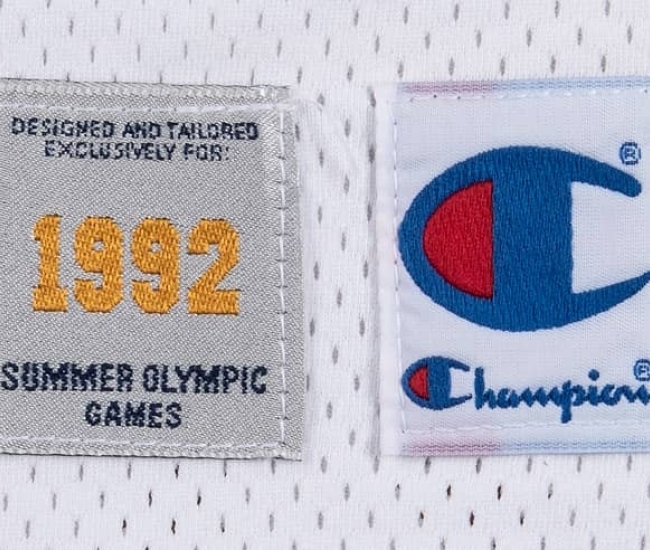 DESIGNED AND TAILORED
EXCLUSIVELY FOR:
1992
SUMMER OLYMPIC
GAMES
®
Champion®